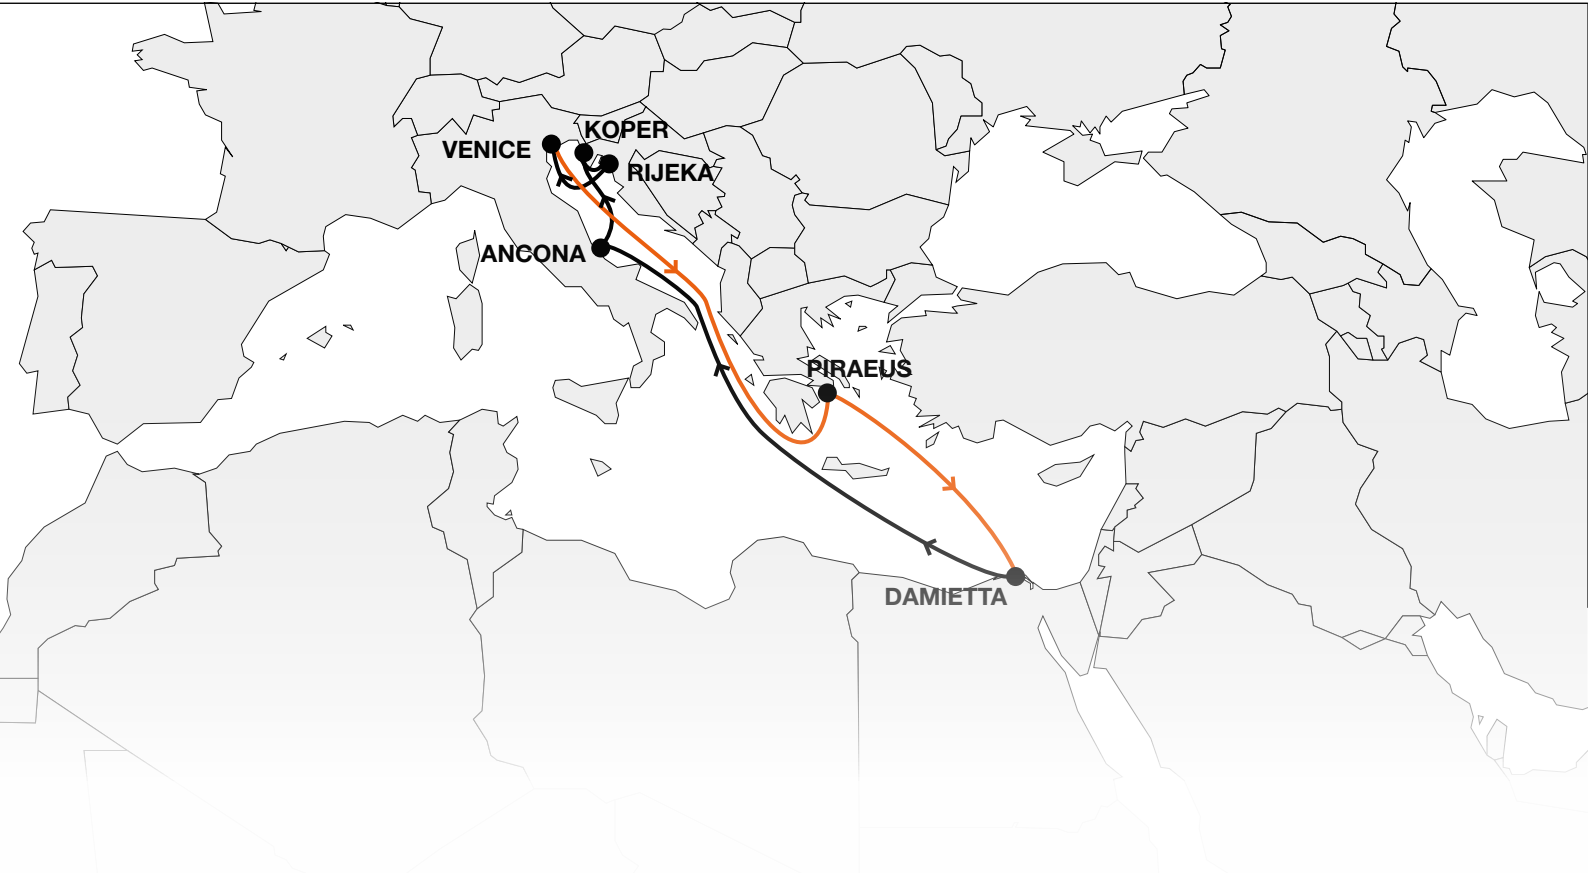 KOPER
VENICE
RIJEKA
ANCONA
PIRAEUS
DAMIETTA